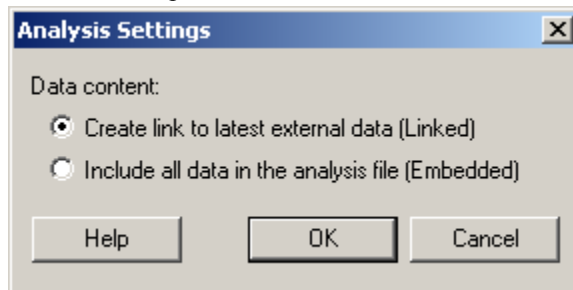 Analysis Settings
Data content:
Create link to latest external data (Linked)
Include all data in the analysis file (Embedded)
Help OK Cancel